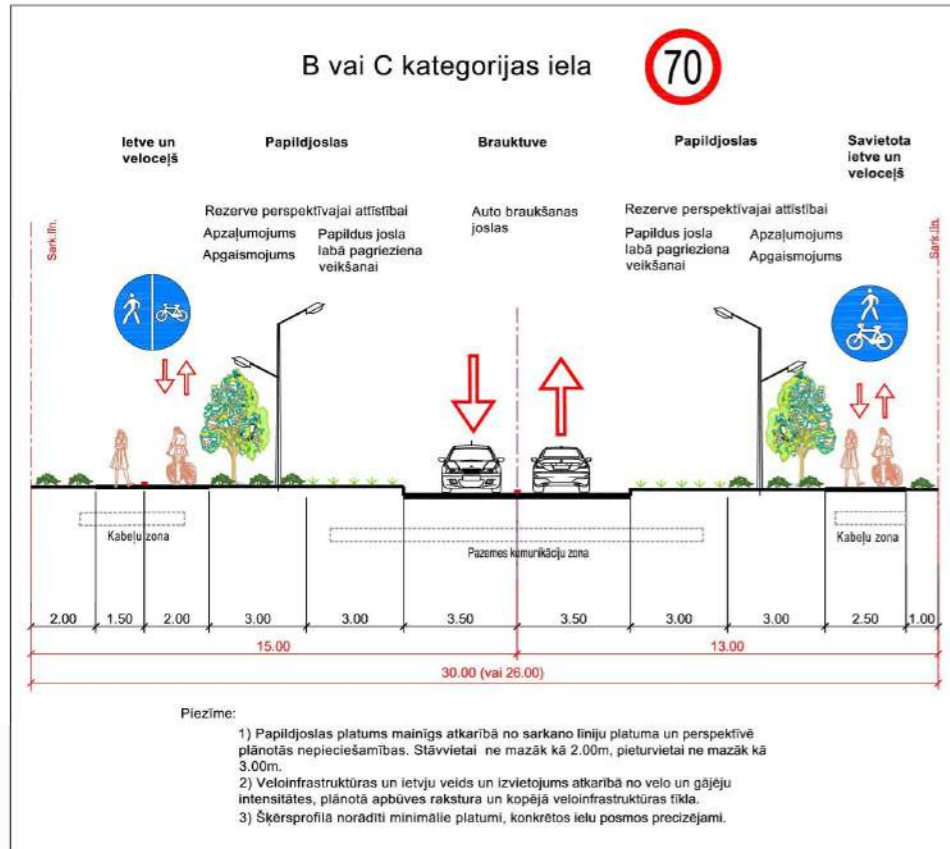 B vai C kategorijas iela
70
Ietve un
veloceļš
Papildjoslas
Brauktuve
Papildjoslas
Savietota
ietve un
veloceļš
Sark.līn.
Rezerve perspektīvajai attīstībai
Apzaļumojums
Apgaismojums
Papildus josla
labā pagrieziena
veikšanai
Auto braukšanas
joslas
Rezerve perspektīvajai attīstībai
Papildus josla
labā pagrieziena
veikšanai
Apzaļumojums
Apgaismojums
Sark.līn.
Kabeļu zona
Pazemes komunikāciju zona
Kabeļu zona
2.00 1.50 2.00 3.00 3.00 3.50 3.50 3.00 3.00 2.50 1.00
15.00 13.00
30.00 (vai 26.00)
Piezīme:
1) Papildjoslas platums mainīgs atkarībā no sarkano līniju platuma un perspektīvē
plānotās nepieciešamības. Stāvvietai ne mazāk kā 2.00m, pieturvietai ne mazāk kā
3.00m.
2) Veloinfrastruktūras un ietvju veids un izvietojums atkarībā no velo un gājēju
intensitātes, plānotā apbūves rakstura un kopējā veloinfrastruktūras tīkla.
3) Šķērsprofilā norādīti minimālie platumi, konkrētos ielu posmos precizējami.